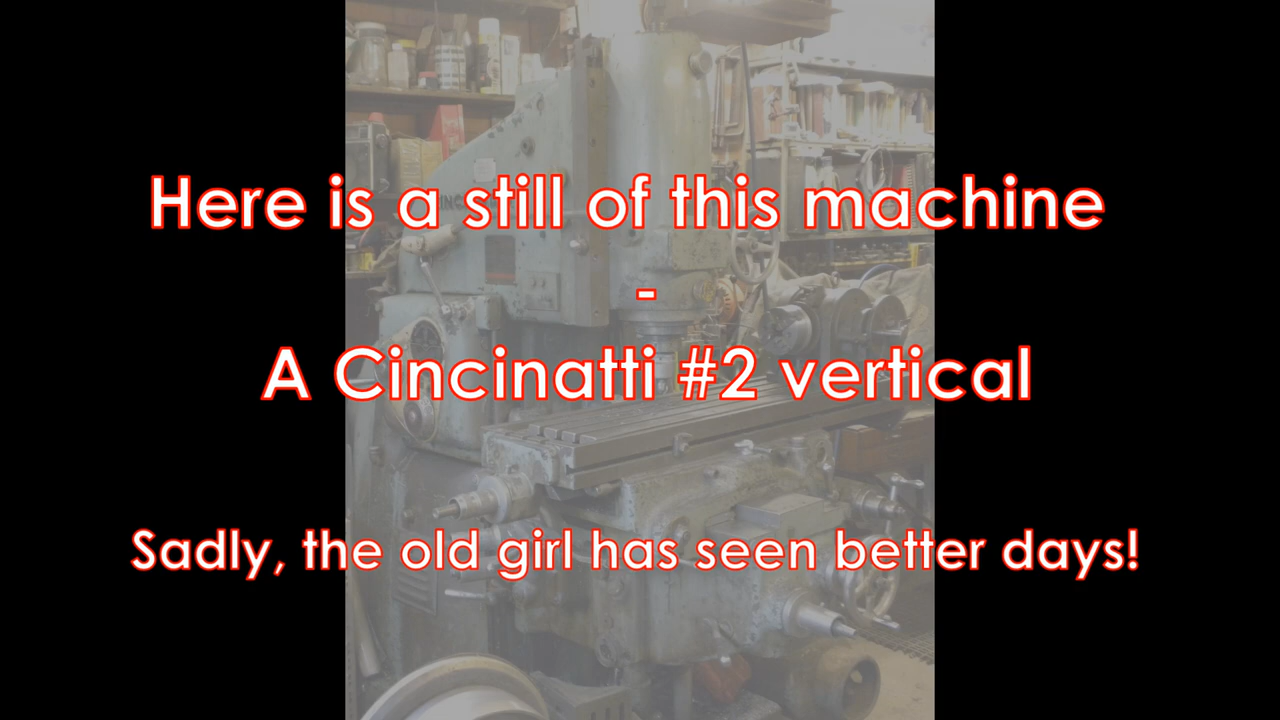 Here is a still of this machine
-
A Cincinatti #2 vertical
Sadly, the old girl has seen better days!